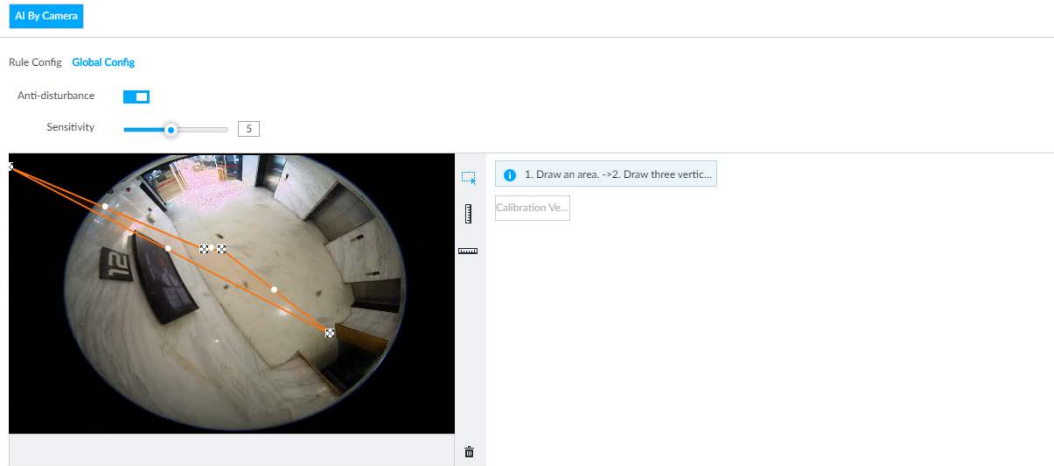 AI By Camera
Rule Config Global Config
Anti-disturbance
Sensitivity 5
1. Draw an area. ->2. Draw three vertic...
Calibration Ve...
12